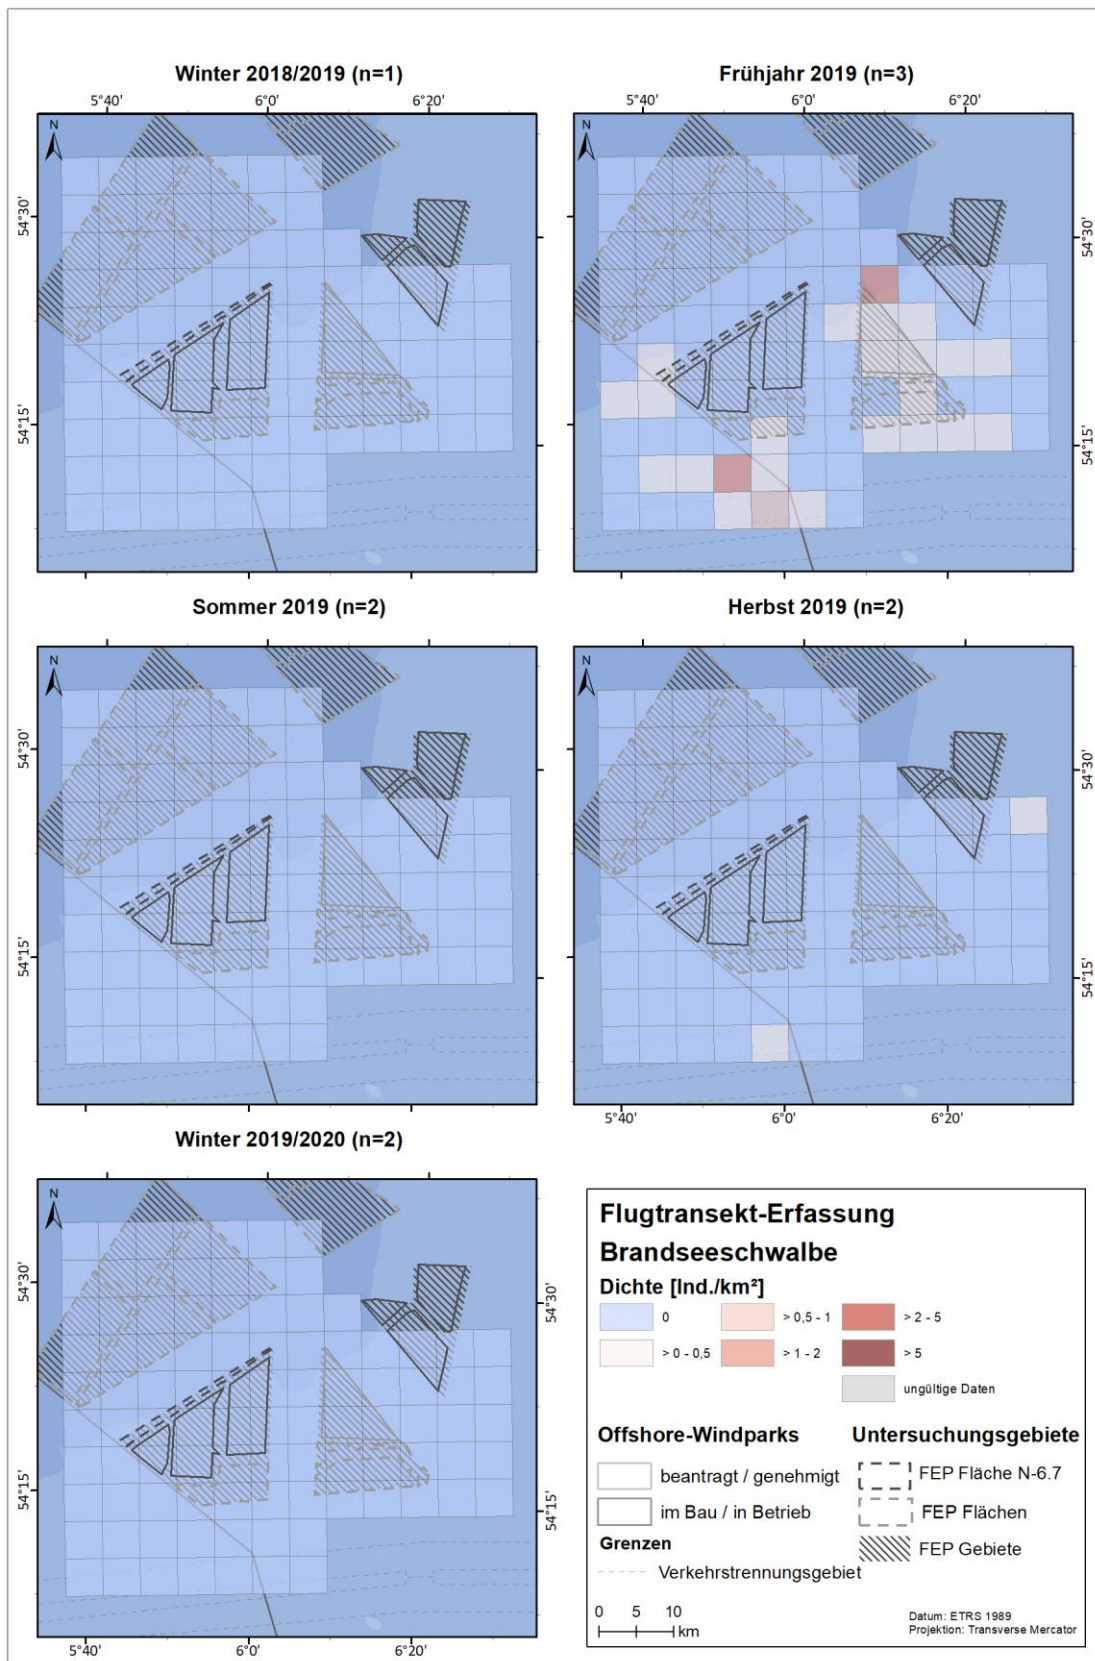 Winter 2018/2019 (n=1)
Frühjahr 2019 (n=3)
5°40' 6°0' 6°20'
5°40' 6°0' 6°20'
N
N
54°30'
54°30'
54°15'
54°15'
Sommer 2019 (n=2)
Herbst 2019 (n=2)
N
N
54°30'
54°30'
54°15'
54°15'
5°40' 6°0' 6°20'
Winter 2019/2020 (n=2)
N
54°30'
54°30'
54°15'
54°15'
5°40' 6°0' 6°20'
Flugtransekt-Erfassung
Brandseeschwalbe
Dichte [Ind./km²]
0
> 0,5 - 1
> 2 - 5
> 0 - 0,5
> 1 - 2
> 5
ungültige Daten
Offshore-Windparks
beantragt / genehmigt
im Bau / in Betrieb
Grenzen
Verkehrstrennungsgebiet
Untersuchungsgebiete
FEP Fläche N-6.7
FEP Flächen
FEP Gebiete
0 5 10
km
Datum: ETRS 1989
Projektion: Transverse Mercator